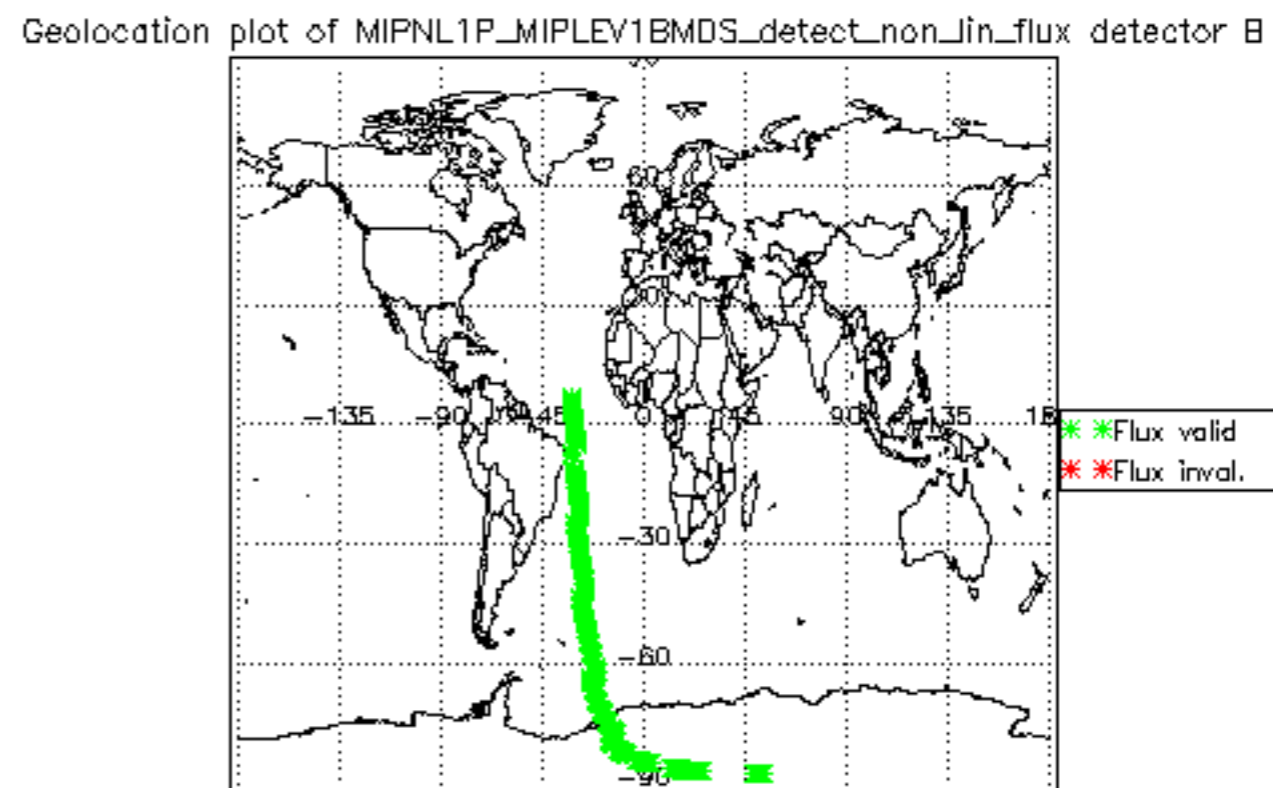 Geolocation plot of MIPNL1P_MIPLEV1BMDS_detect_non_lin_flux detector B
60
-135 -90 45 0 45 90 135
-30
-60
-90
Flux valid
Flux inval.